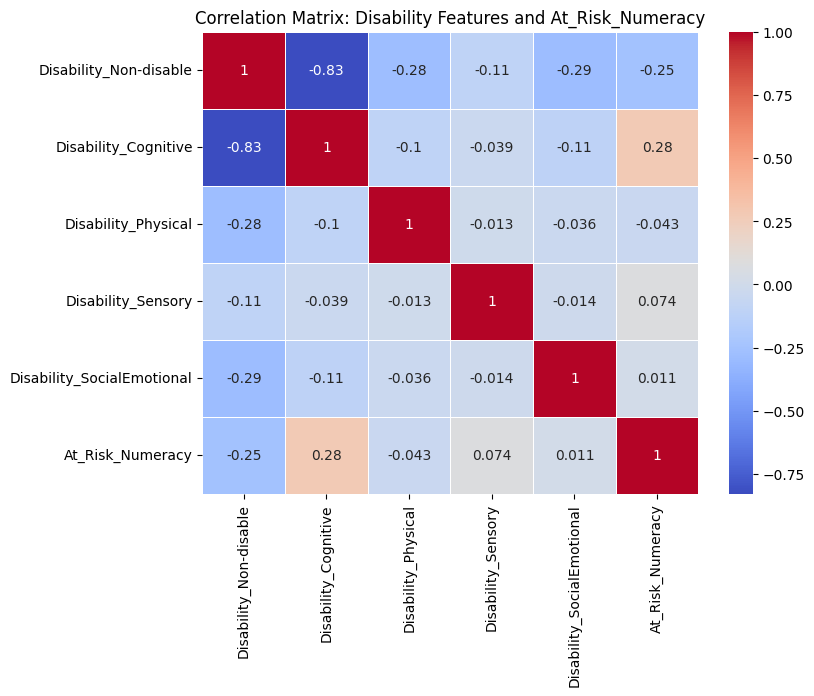 Correlation Matrix: Disability Features and At_Risk_Numeracy
Disability_Non-disable 1 -0.83 -0.28 -0.11 -0.29 -0.25
Disability_Cognitive -0.83 1 -0.1 -0.039 -0.11 0.28
Disability_Physical -0.28 -0.1 1 -0.013 -0.036 -0.043
Disability_Sensory -0.11 -0.039 -0.013 1 -0.014 0.074
Disability_SocialEmotional -0.29 -0.11 -0.036 -0.014 1 0.011
At_Risk_Numeracy -0.25 0.28 -0.043 0.074 0.011 1
Disability_Non-disable
Disability_Cognitive
Disability_Physical
Disability_Sensory
Disability_SocialEmotional
At_Risk_Numeracy
1.00
0.75
0.50
0.25
0.00
−0.25
−0.50
−0.75